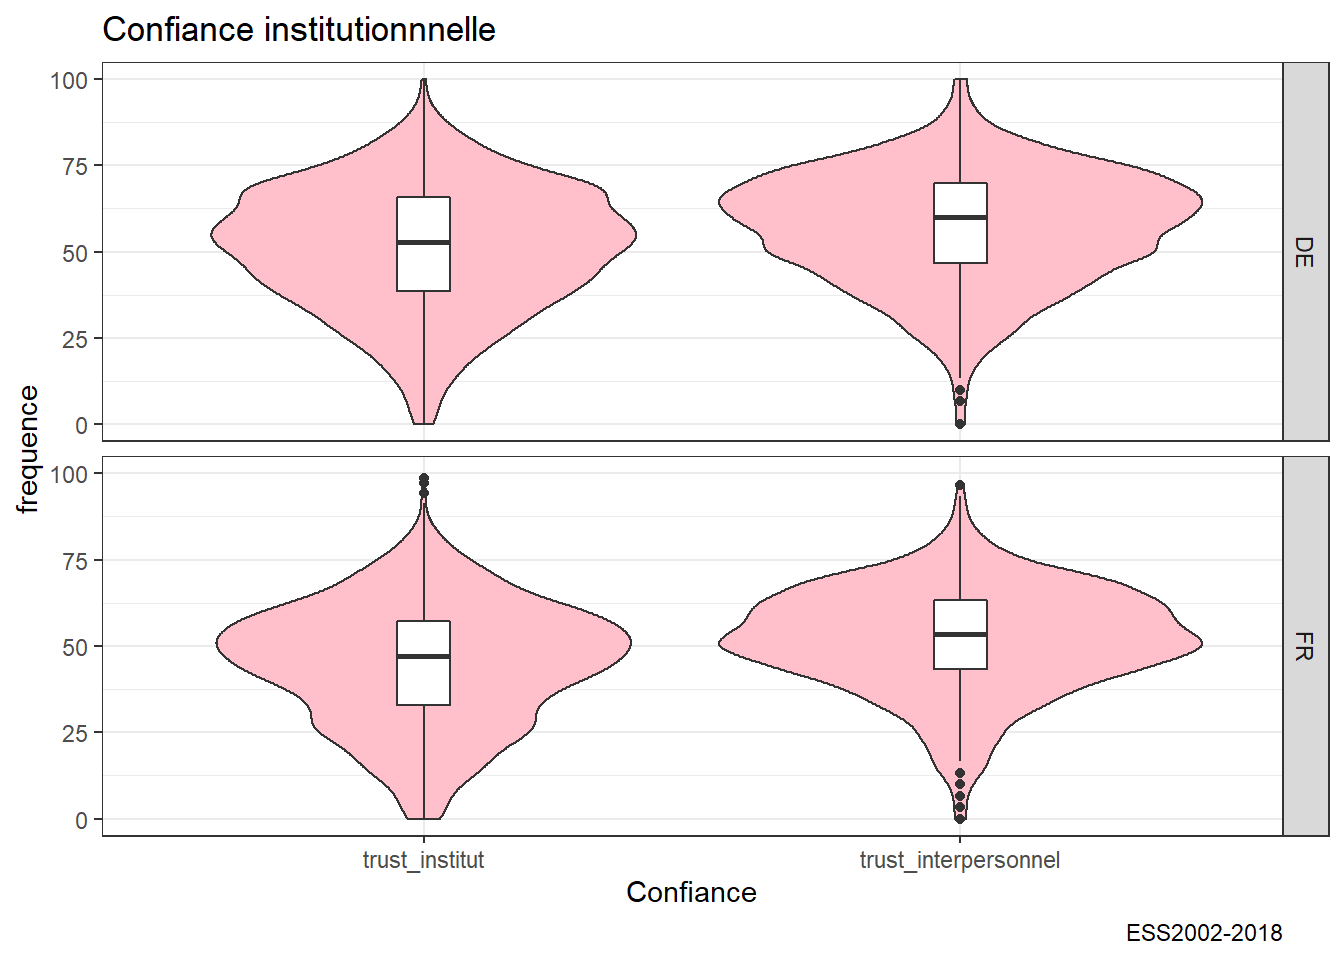 Confiance institutionnnelle
100
75
50
25
0
DE
frequence
100
75
50
25
0
FR
trust_institut trust_interpersonnel
Confiance
ESS2002-2018